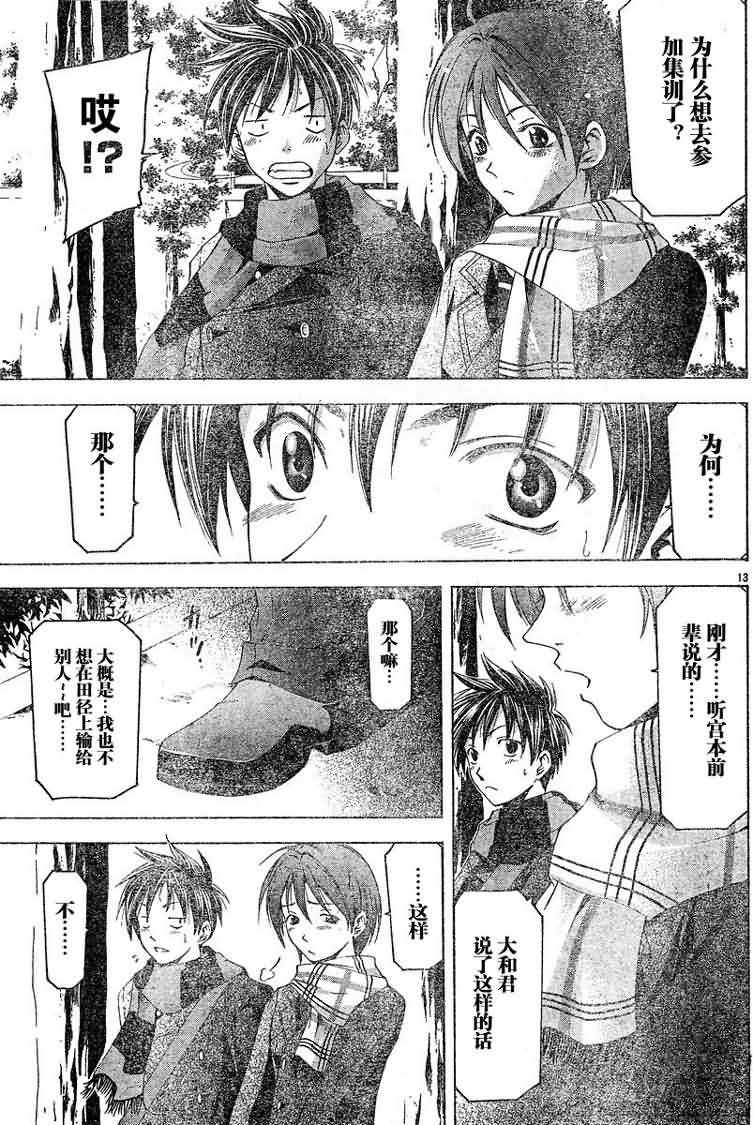 为什么想去参
加集训了?
哎
!?
为何……
那个……
13
刚才……听宫本前
辈说的……
大和君
说了这样的话
那个嘛…
大概是…我也不
想在田径上输给
别人~吧……
……这样
不……